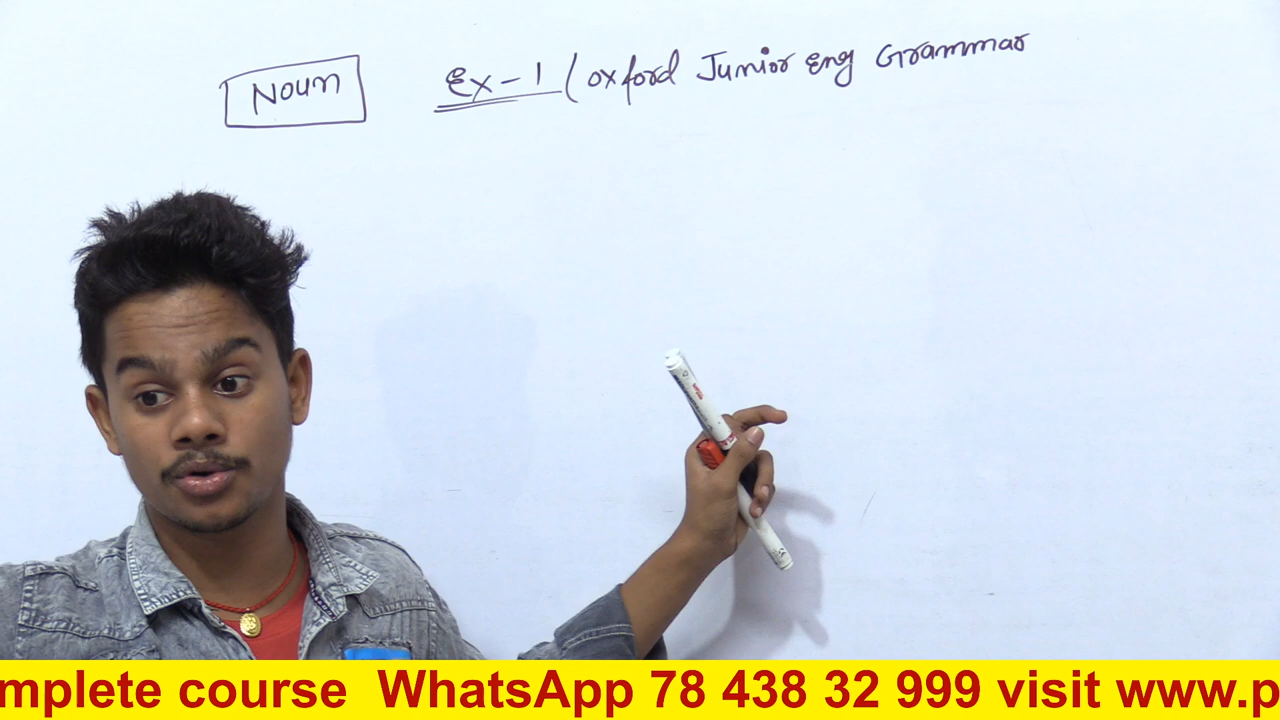 Noun Ex-1 (Oxford Junior Eng Grammar
mplete course WhatsApp 78 438 32 999 visit www.p